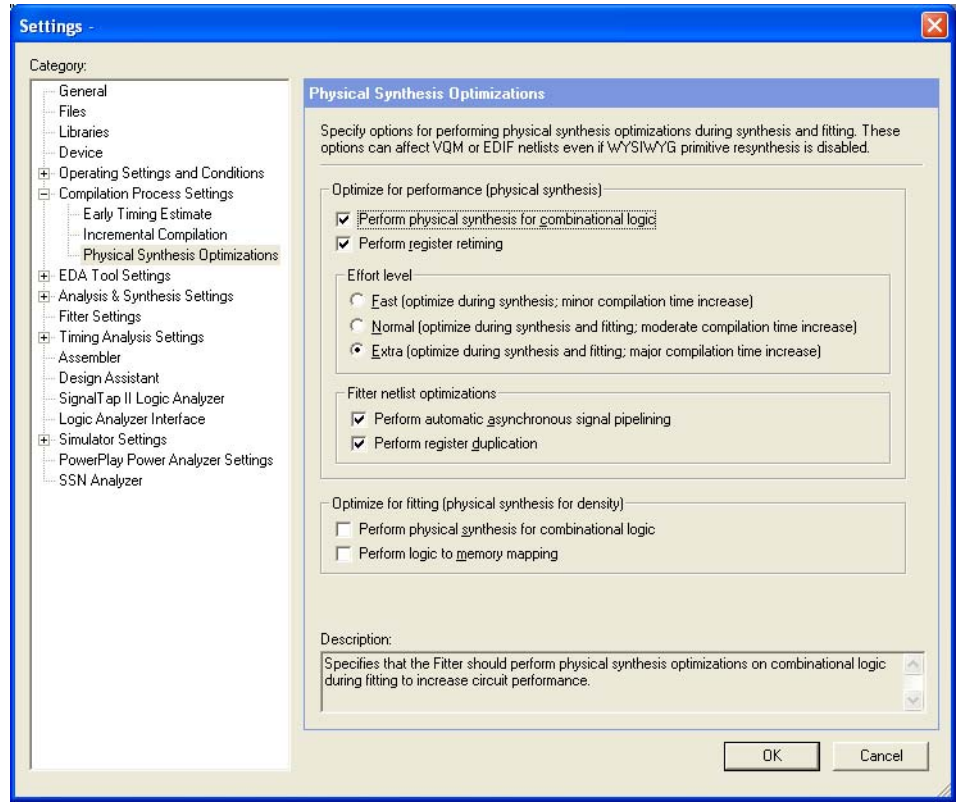 Settings -
Category:
General
Files
Libraries
Device
Operating Settings and Conditions
Compilation Process Settings
Early Timing Estimate
Incremental Compilation
Physical Synthesis Optimizations
EDA Tool Settings
Analysis & Synthesis Settings
Fitter Settings
Timing Analysis Settings
Assembler
Design Assistant
SignalTap II Logic Analyzer
Logic Analyzer Interface
Simulator Settings
PowerPlay Power Analyzer Settings
SSN Analyzer
Physical Synthesis Optimizations
Specify options for performing physical synthesis optimizations during synthesis and fitting. These
options can affect VQM or EDIF netlists even if WYSIWYG primitive resynthesis is disabled.
Optimize for performance (physical synthesis)
Perform physical synthesis for combinational logic
Perform register retiming
Effort level
Fast (optimize during synthesis; minor compilation time increase)
Normal (optimize during synthesis and fitting; moderate compilation time increase)
Extra (optimize during synthesis and fitting; major compilation time increase)
Fitter netlist optimizations
Perform automatic asynchronous signal pipelining
Perform register duplication
Optimize for fitting (physical synthesis for density)
Perform physical synthesis for combinational logic
Perform logic to memory mapping
Description:
Specifies that the Fitter should perform physical synthesis optimizations on combinational logic
during fitting to increase circuit performance.
OK
Cancel